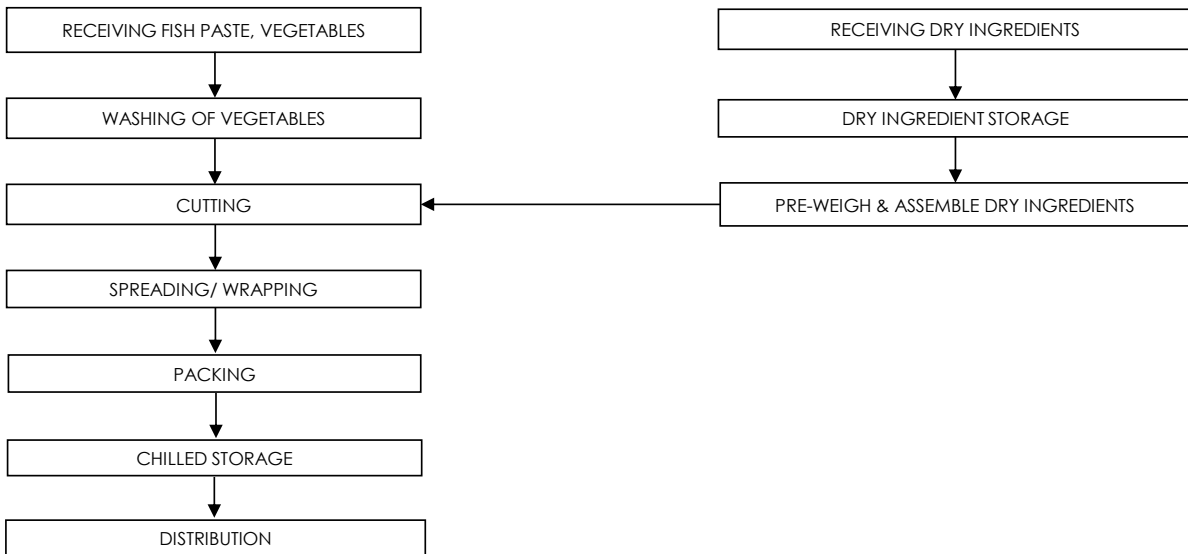 RECEIVING FISH PASTE, VEGETABLES
WASHING OF VEGETABLES
CUTTING
SPREADING/ WRAPPING
PACKING
CHILLED STORAGE
DISTRIBUTION
RECEIVING DRY INGREDIENTS
DRY INGREDIENT STORAGE
PRE-WEIGH & ASSEMBLE DRY INGREDIENTS